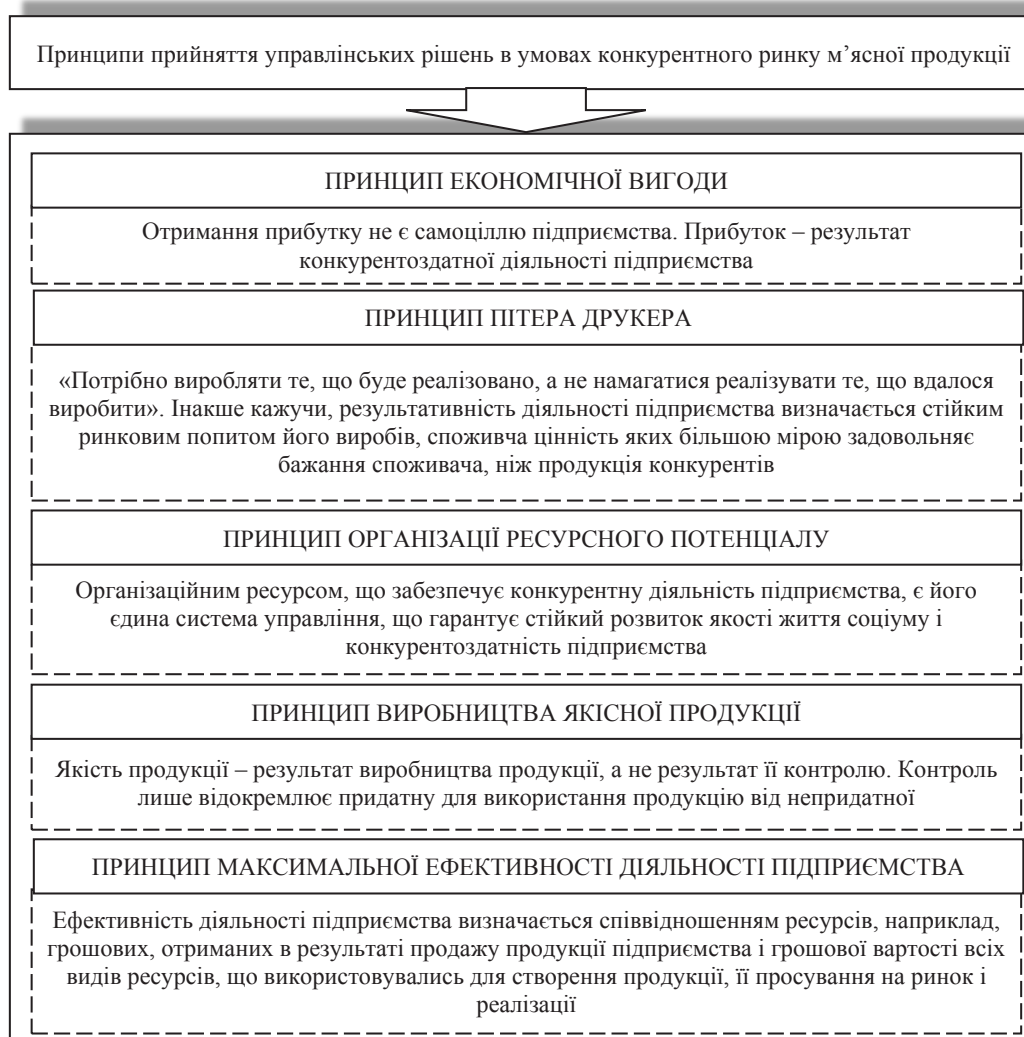 Принципи прийняття управлінських рішень в умовах конкурентного ринку м’ясної продукції
ПРИНЦИП ЕКОНОМІЧНОЇ ВИГОДИ
Отримання прибутку не є самоціллю підприємства. Прибуток – результат
конкурентоздатної діяльності підприємства
ПРИНЦИП ПІТЕРА ДРУКЕРА
«Потрібно виробляти те, що буде реалізовано, а не намагатися реалізувати те, що вдалося
виробити». Інакше кажучи, результативність діяльності підприємства визначається стійким
ринковим попитом його виробів, споживча цінність яких більшою мірою задовольняє
бажання споживача, ніж продукція конкурентів
ПРИНЦИП ОРГАНІЗАЦІЇ РЕСУРСНОГО ПОТЕНЦІАЛУ
Організаційним ресурсом, що забезпечує конкурентну діяльність підприємства, є його
єдина система управління, що гарантує стійкий розвиток якості життя соціуму і
конкурентоздатність підприємства
ПРИНЦИП ВИРОБНИЦТВА ЯКІСНОЇ ПРОДУКЦІЇ
Якість продукції – результат виробництва продукції, а не результат її контролю. Контроль
лише відокремлює придатну для використання продукцію від непридатної
ПРИНЦИП МАКСИМАЛЬНОЇ ЕФЕКТИВНОСТІ ДІЯЛЬНОСТІ ПІДПРИЄМСТВА
Ефективність діяльності підприємства визначається співвідношенням ресурсів, наприклад,
грошових, отриманих в результаті продажу продукції підприємства і грошової вартості всіх
видів ресурсів, що використовувались для створення продукції, її просування на ринок і
реалізації